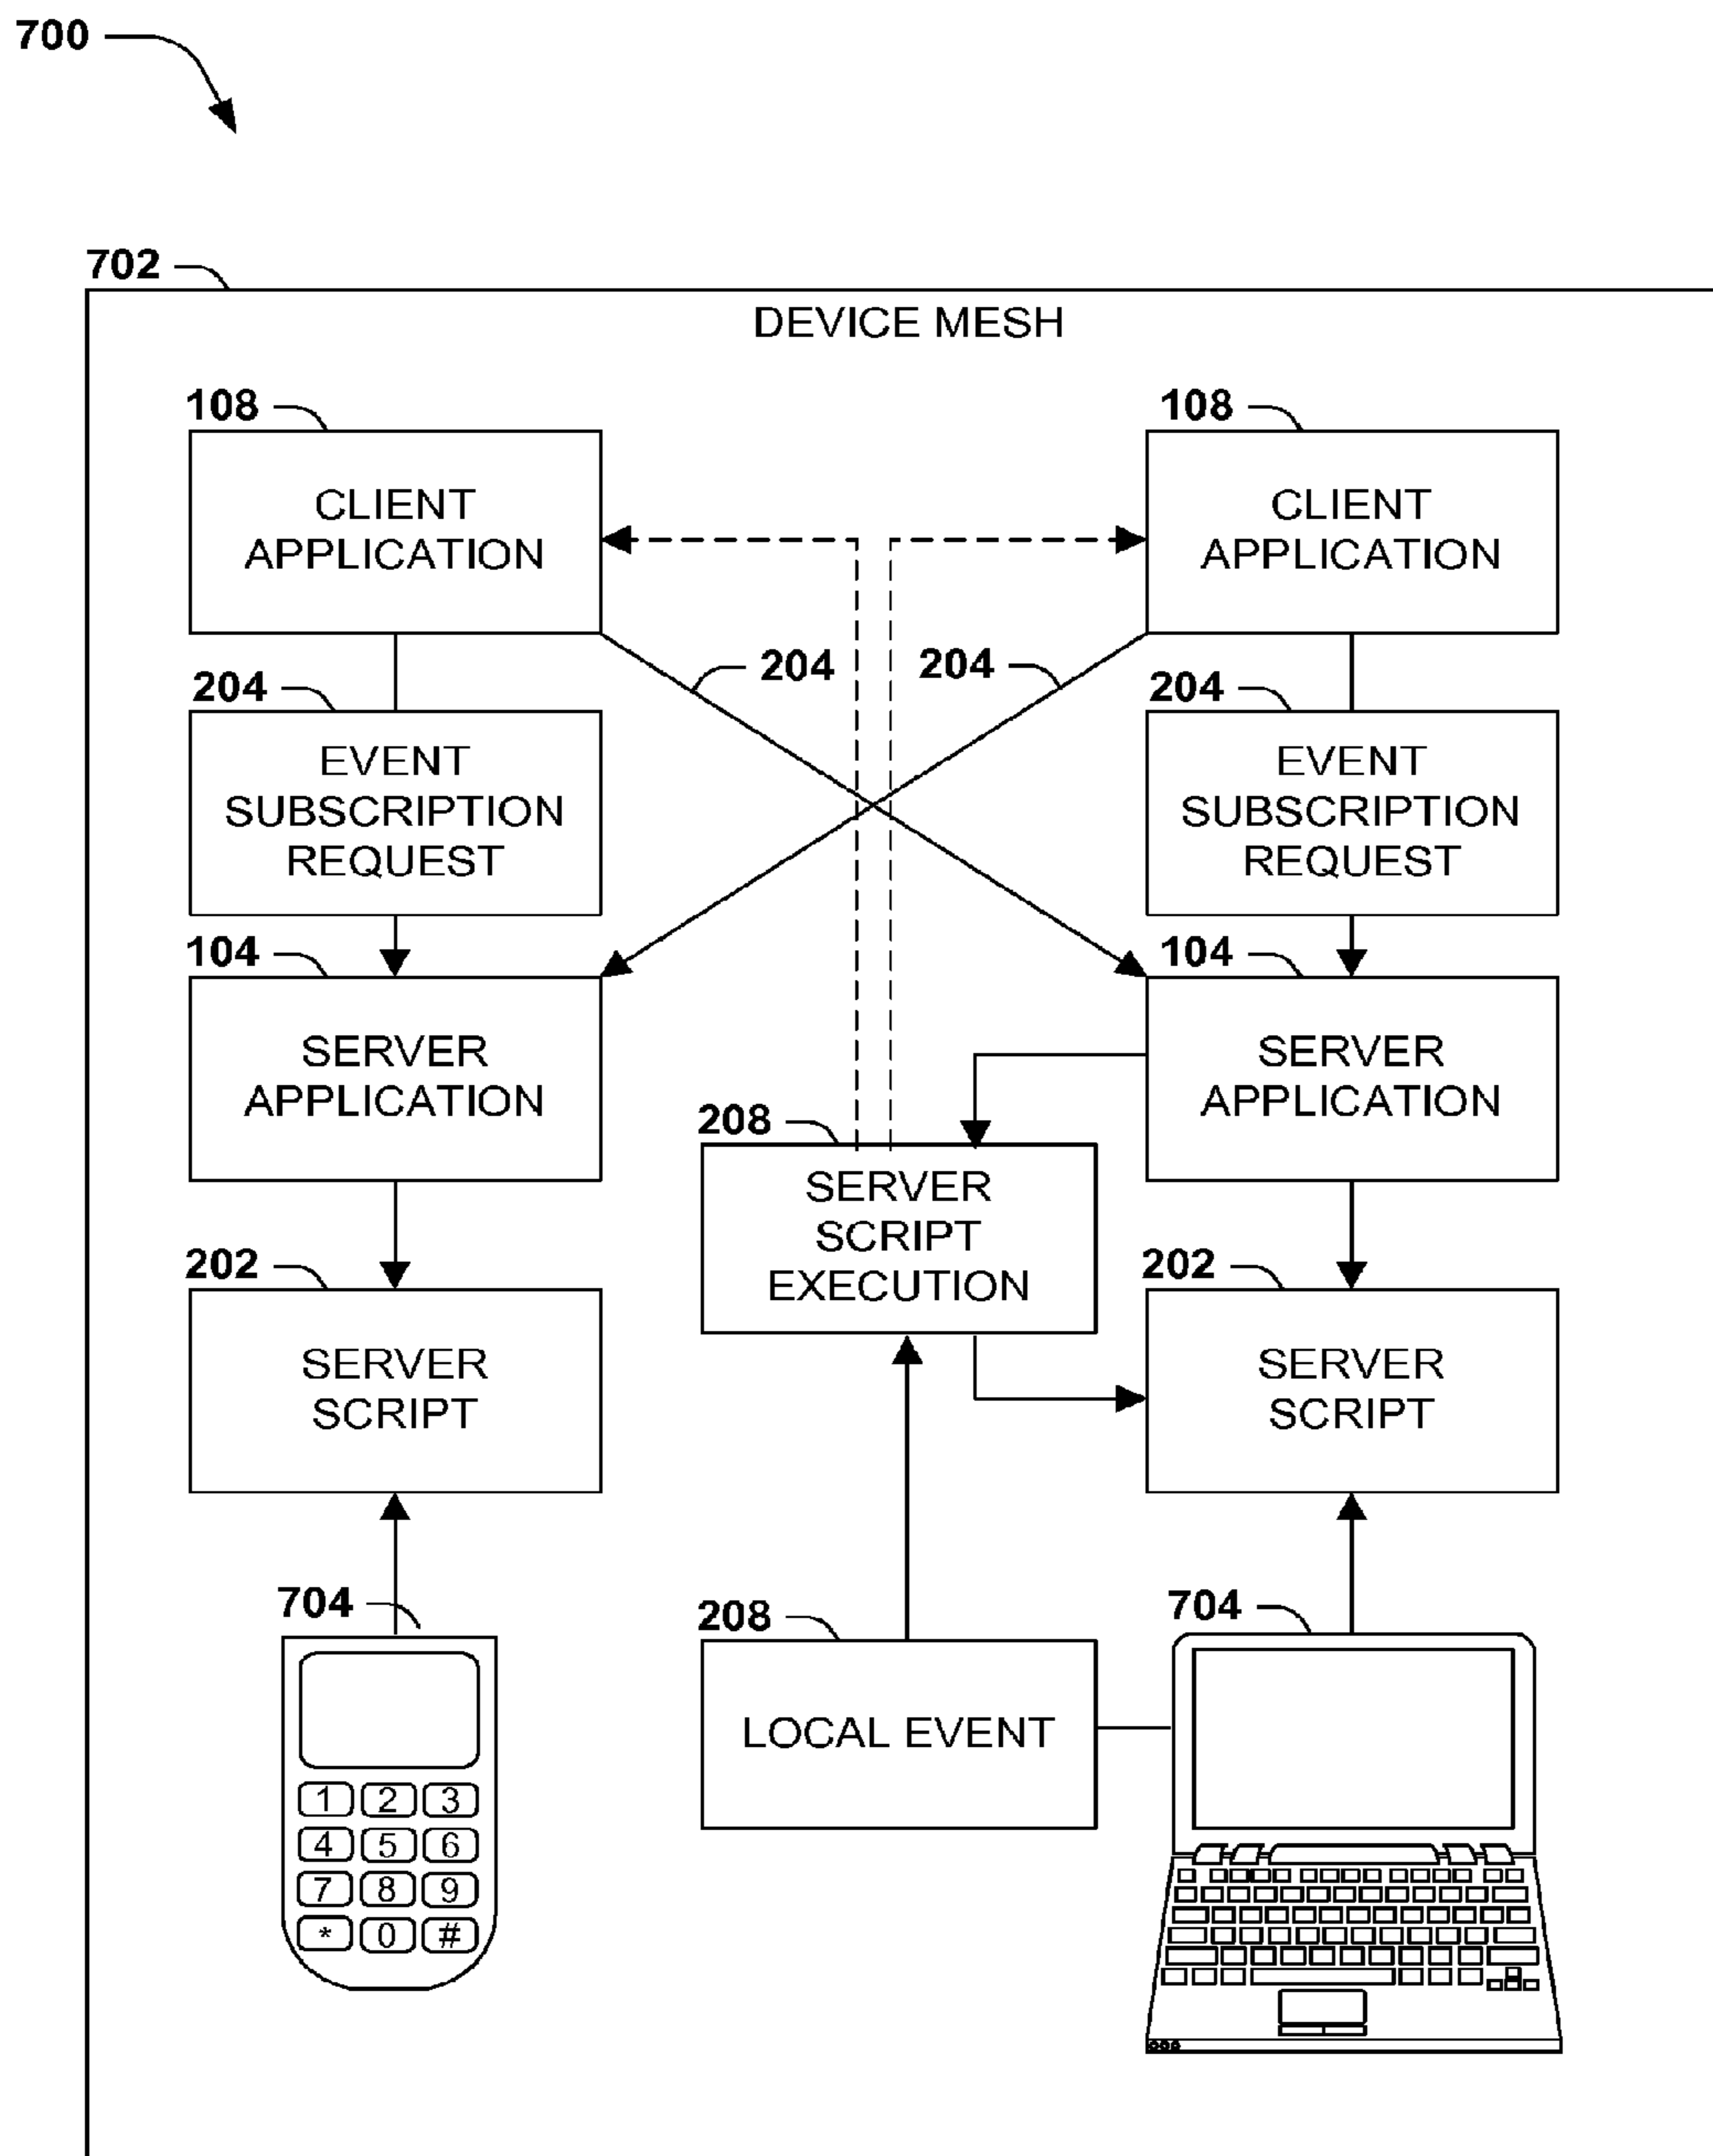 700
702
DEVICE MESH
108
108
CLIENT
APPLICATION
CLIENT
APPLICATION
204
204
204
204
EVENT
SUBSCRIPTION
REQUEST
EVENT
SUBSCRIPTION
REQUEST
104
104
SERVER
APPLICATION
SERVER
APPLICATION
208
SERVER
SCRIPT
EXECUTION
202
202
SERVER
SCRIPT
SERVER
SCRIPT
704
208
704
LOCAL EVENT
1 2 3
4 5 6
7 8 9
* 0 #